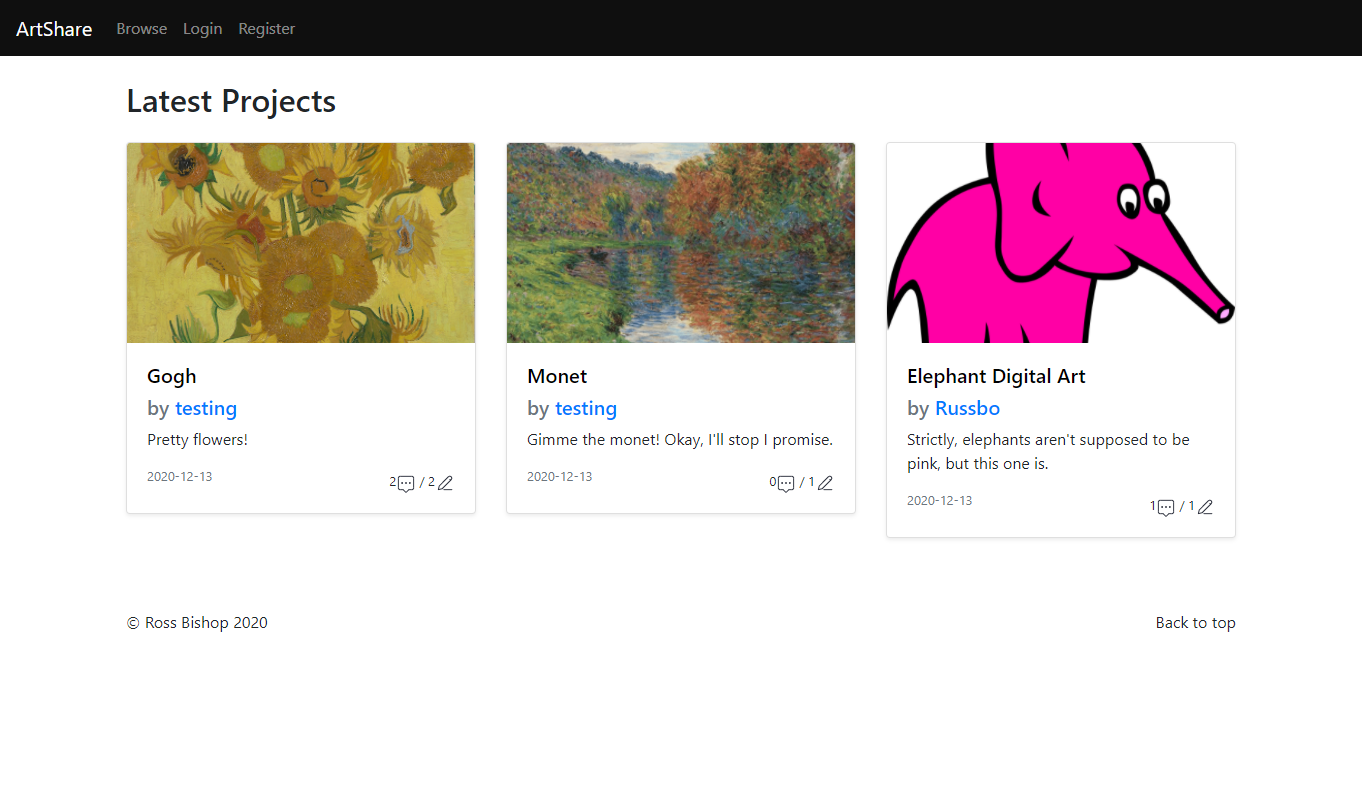 ArtShare Browse Login Register
Latest Projects
Gogh
by testing
Pretty flowers!
2020-12-13 2 / 2
Monet
by testing
Gimme the monet! Okay, I'll stop I promise.
2020-12-13 0 / 1
Elephant Digital Art
by Russbo
Strictly, elephants aren't supposed to be
pink, but this one is.
2020-12-13 1 / 1
© Ross Bishop 2020 Back to top